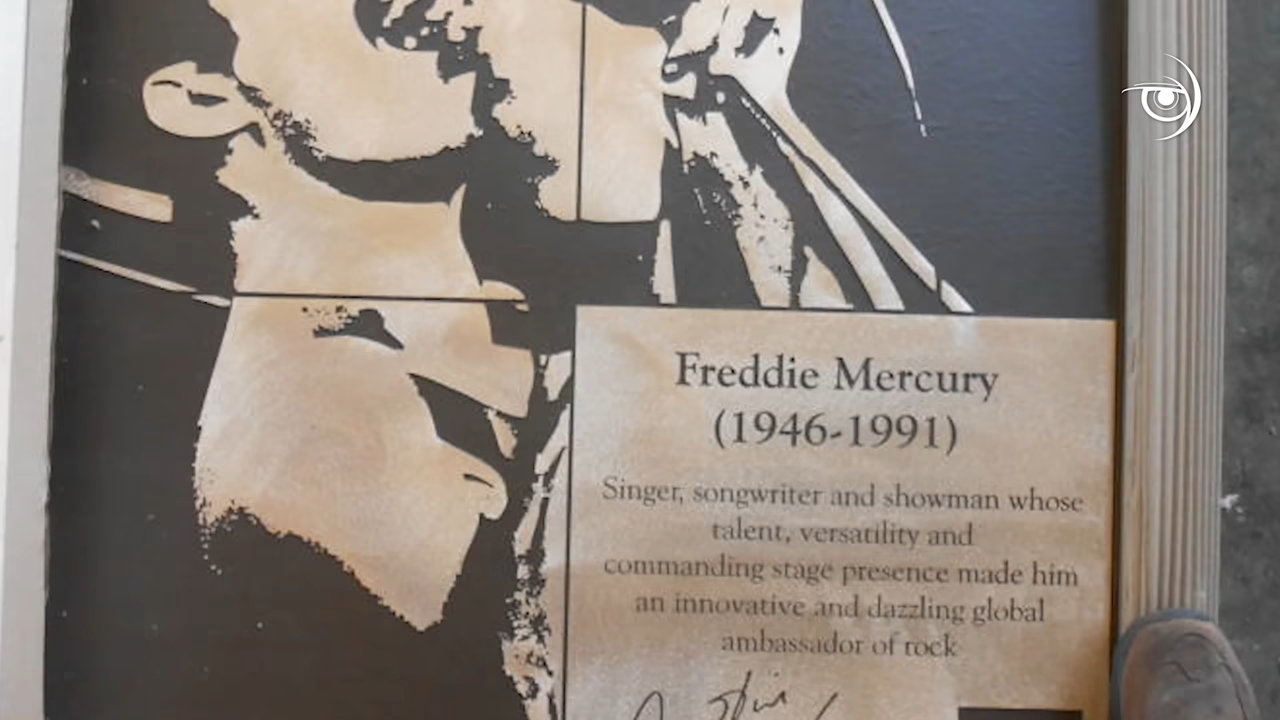 Freddie Mercury
(1946-1991)
Singer, songwriter and showman whose
talent, versatility and
commanding stage presence made him
an innovative and dazzling global
ambassador of rock